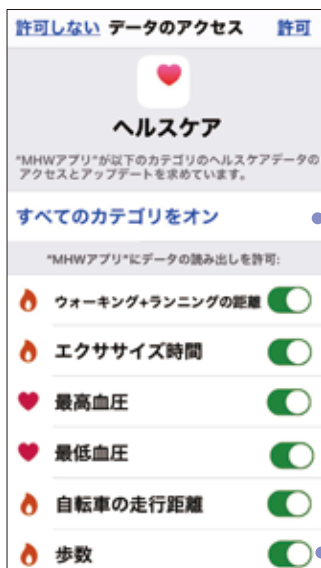 許可しない データのアクセス 許可
ヘルスケア
"MHWアプリ"が以下のカテゴリのヘルスケアデータの
アクセスとアップデートを求めています。
すべてのカテゴリをオン
"MHWアプリ"にデータの読み出しを許可:
ウォーキング+ランニングの距離
エクササイズ時間
最高血圧
最低血圧
自転車の走行距離
歩数